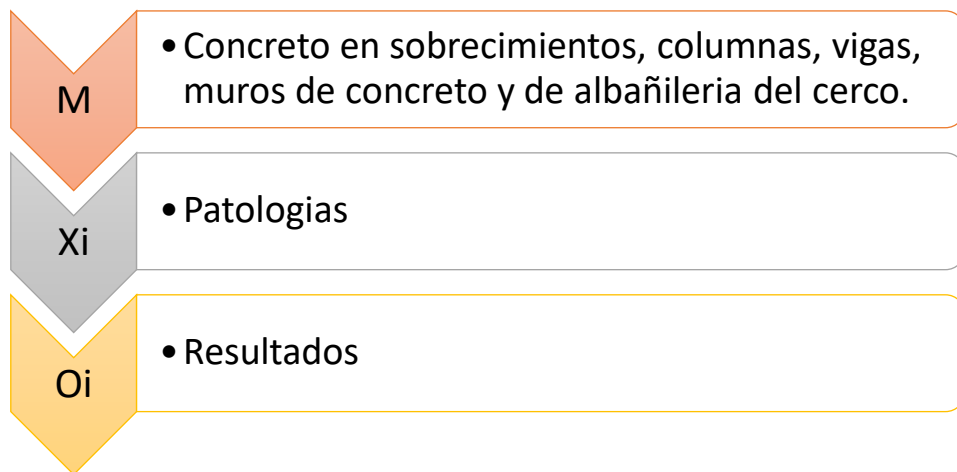 M
• Concreto en sobrecimientos, columnas, vigas,
muros de concreto y de albañileria del cerco.
Xi
• Patologias
Oi
• Resultados